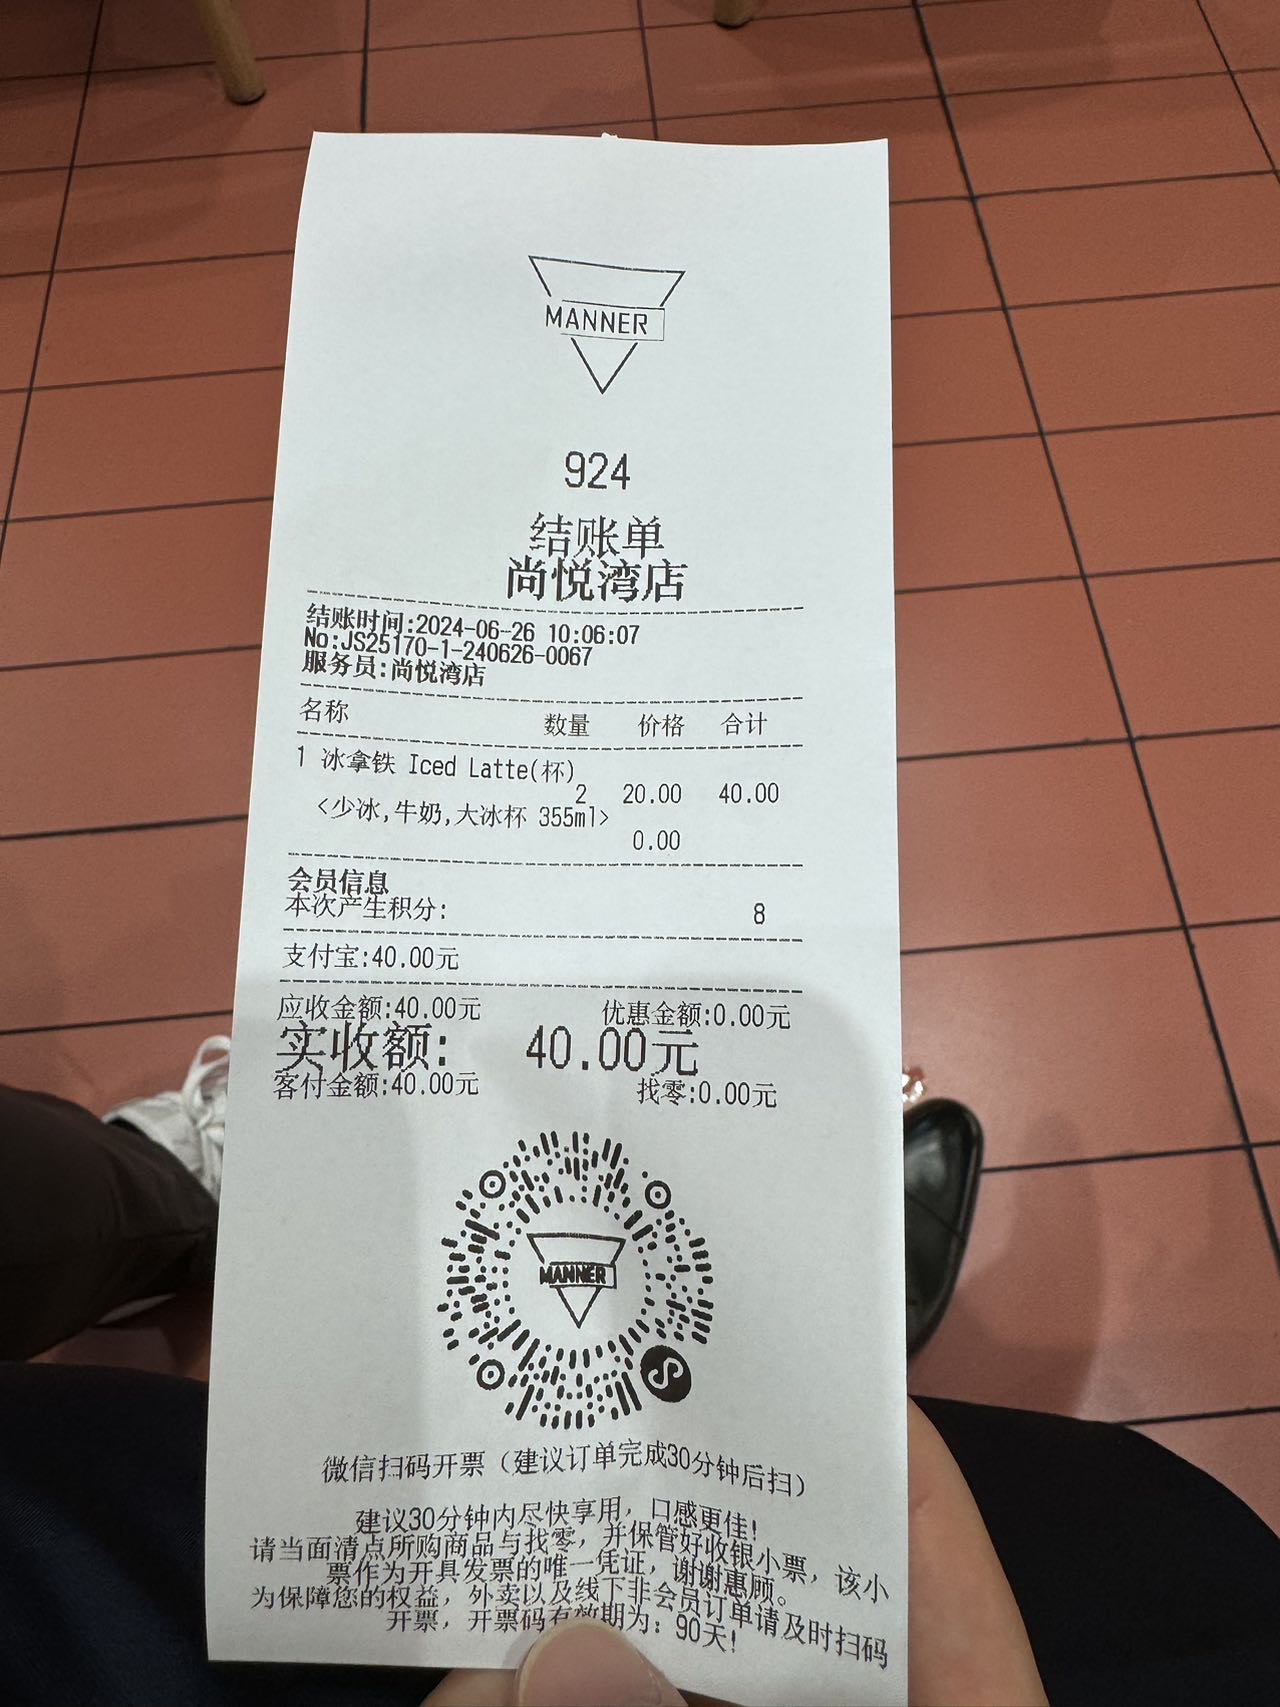 MANNER
924
结账单
尚悦湾店
结账时间:2024-06-26 10:06:07
No:JS25170-1-240626-0067
服务员:尚悦湾店
名称 数量 价格 合计
1 冰拿铁 Iced Latte(杯)
2 20.00 40.00
<少冰,牛奶,大冰杯 355ml>
0.00
会员信息
本次产生积分: 8
支付宝:40.00元
应收金额:40.00元 优惠金额:0.00元
实收额: 40.00元
客付金额:40.00元 找零:0.00元
MANNER
微信扫码开票（建议订单完成30分钟后扫）
建议30分钟内尽快享用，口感更佳！
请当面清点所购商品与找零，并保管好收银小票，该小
票作为开具发票的唯一凭证，谢谢惠顾。
为保障您的权益，外卖以及线下非会员订单请及时扫码
开票，开票码有效期为：90天！